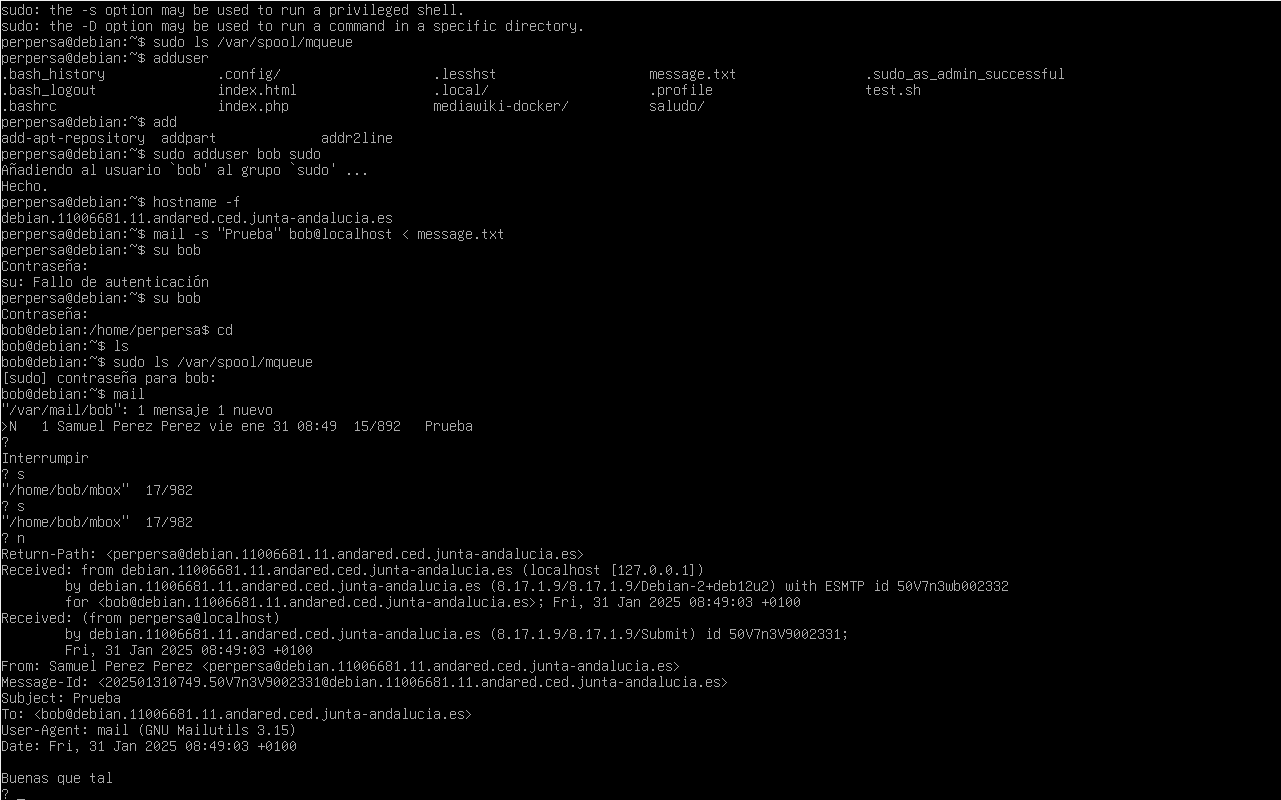 sudo: the -s option may be used to run a privileged shell.
sudo: the -D option may be used to run a command in a specific directory.
perpersa@debian:~$ sudo ls /var/spool/mqueue
perpersa@debian:~$ adduser
.bash_history .config/ .lesshst message.txt .sudo_as_admin_successful
.bash_logout index.html .local/ .profile test.sh
.bashrc index.php mediawiki-docker/ saludo/
perpersa@debian:~$ add
add-apt-repository addpart addr2line
perpersa@debian:~$ sudo adduser bob sudo
Añadiendo al usuario `bob' al grupo `sudo' ...
Hecho.
perpersa@debian:~$ hostname -f
debian.11006681.11.andared.ced.junta-andalucia.es
perpersa@debian:~$ mail -s "Prueba" bob@localhost < message.txt
perpersa@debian:~$ su bob
Contraseña:
su: Fallo de autenticación
perpersa@debian:~$ su bob
Contraseña:
bob@debian:/home/perpersa$ cd
bob@debian:~$ ls
bob@debian:~$ sudo ls /var/spool/mqueue
[sudo] contraseña para bob:
bob@debian:~$ mail
"/var/mail/bob": 1 mensaje 1 nuevo
>N 1 Samuel Perez Perez vie ene 31 08:49 15/892 Prueba
?
Interrumpir
? s
"/home/bob/mbox" 17/982
? s
"/home/bob/mbox" 17/982
? n
Return-Path: <perpersa@debian.11006681.11.andared.ced.junta-andalucia.es>
Received: from debian.11006681.11.andared.ced.junta-andalucia.es (localhost [127.0.0.1])
by debian.11006681.11.andared.ced.junta-andalucia.es (8.17.1.9/8.17.1.9/Debian-2+deb12u2) with ESMTP id 50V7n3wb002332
for <bob@debian.11006681.11.andared.ced.junta-andalucia.es>; Fri, 31 Jan 2025 08:49:03 +0100
Received: (from perpersa@localhost)
by debian.11006681.11.andared.ced.junta-andalucia.es (8.17.1.9/8.17.1.9/Submit) id 50V7n3V9002331;
Fri, 31 Jan 2025 08:49:03 +0100
From: Samuel Perez Perez <perpersa@debian.11006681.11.andared.ced.junta-andalucia.es>
Message-Id: <202501310749.50V7n3V9002331@debian.11006681.11.andared.ced.junta-andalucia.es>
Subject: Prueba
To: <bob@debian.11006681.11.andared.ced.junta-andalucia.es>
User-Agent: mail (GNU Mailutils 3.15)
Date: Fri, 31 Jan 2025 08:49:03 +0100
Buenas que tal
? _